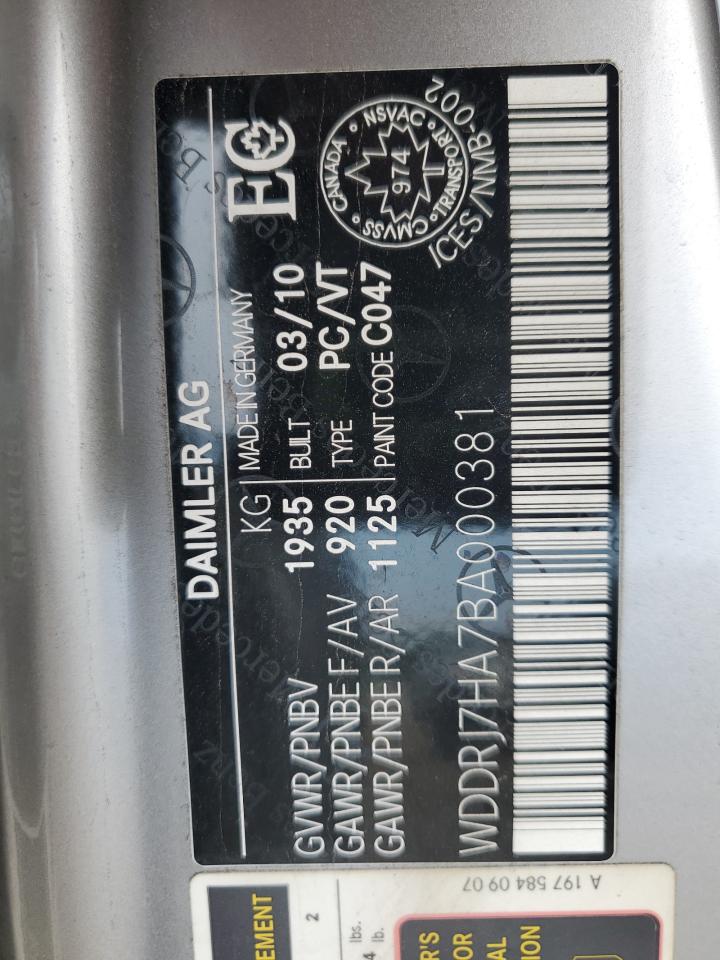 DAIMLER AG
KG MADE IN GERMANY
GVWR/PNBV 1935 BUILT 03/10
GAWR/PNBE F/AV 920 TYPE PC/VT
GAWR/PNBE R/AR 1125 PAINT CODE C047
EC
CANADA • NSVAC • TRANSPORT • CMVSS •
974
ICES/NMB-002
WDDRJ7HA7BA000381
A 197 584 09 07
EMENT
2
lbs.
4 lb.
R'S
OR
AL
ION